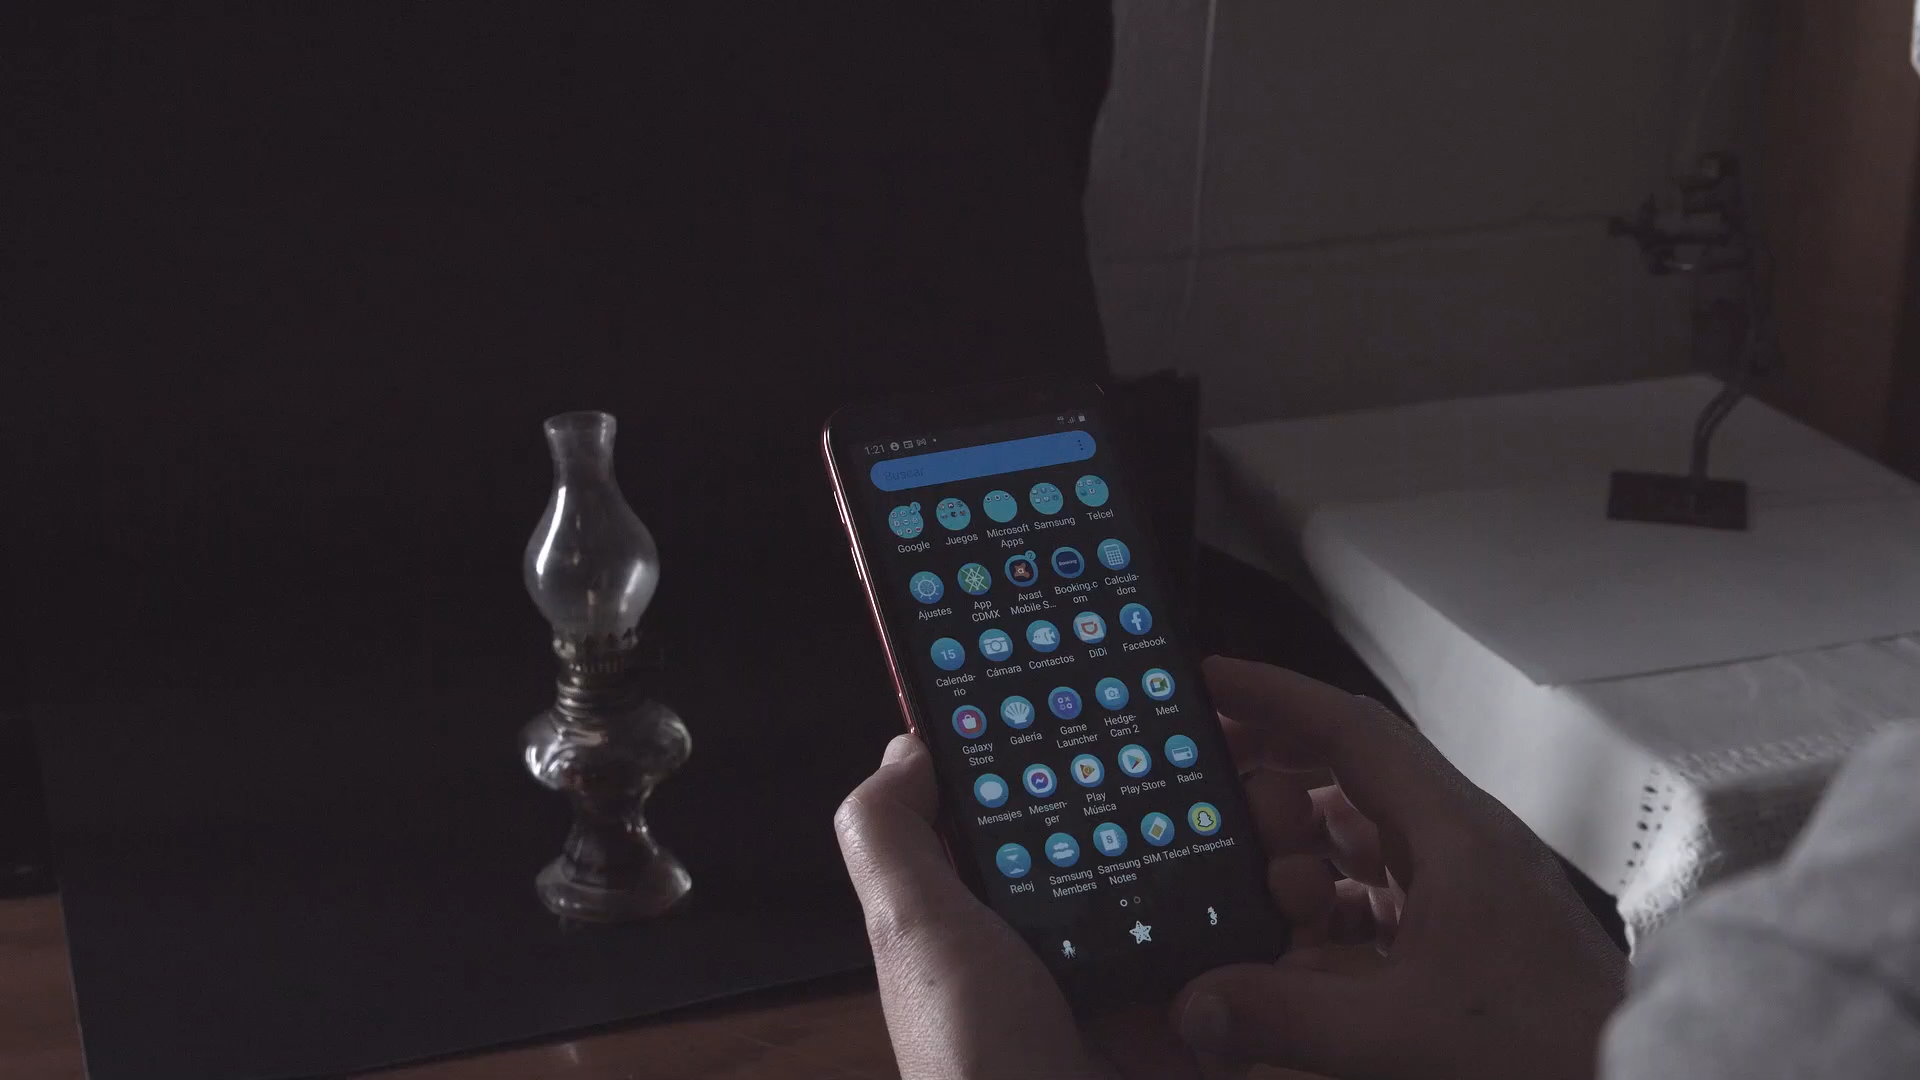 1:21
Buscar
Google Juegos Microsoft Apps Samsung Telcel
Ajustes App CDMX Avast Mobile S... Booking.c om Calcula- dora
15
Calenda- rio Cámara Contactos DiDi Facebook
Galaxy Store Galería Game Launcher Hedge- Cam 2 Meet
Mensajes Messen- ger Play Música Play Store Radio
Reloj Samsung Members Samsung Notes SIM Telcel Snapchat